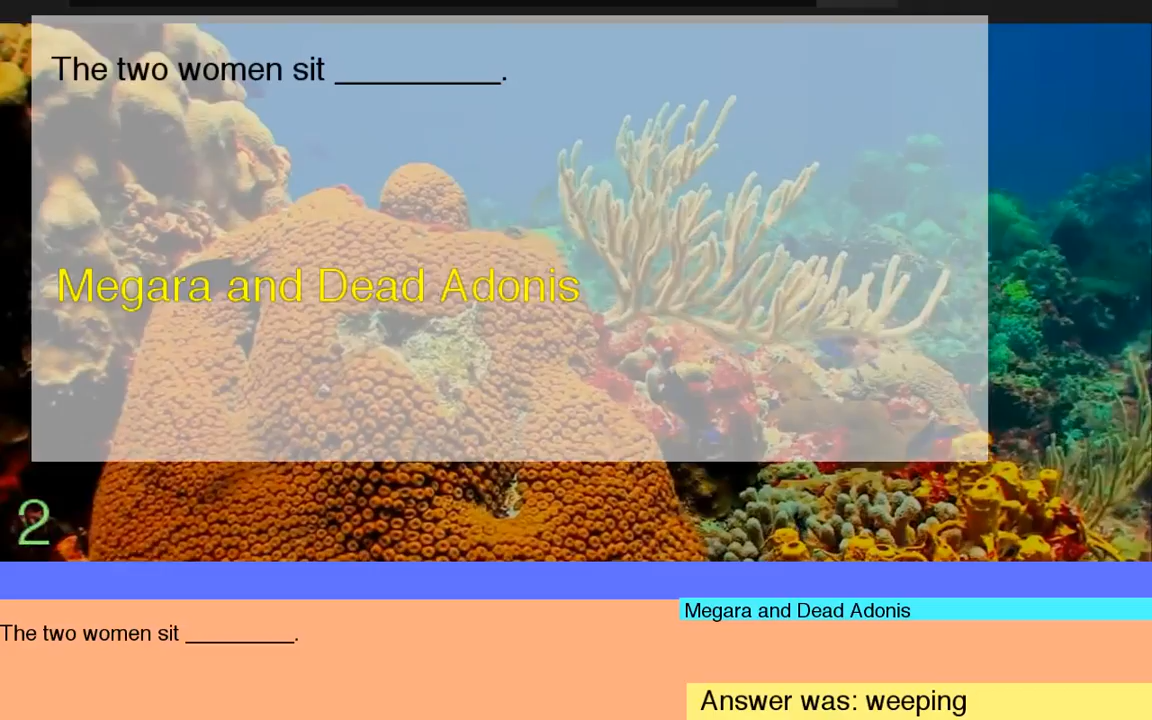 The two women sit __________.
Megara and Dead Adonis
2
Megara and Dead Adonis
The two women sit __________.
Answer was: weeping